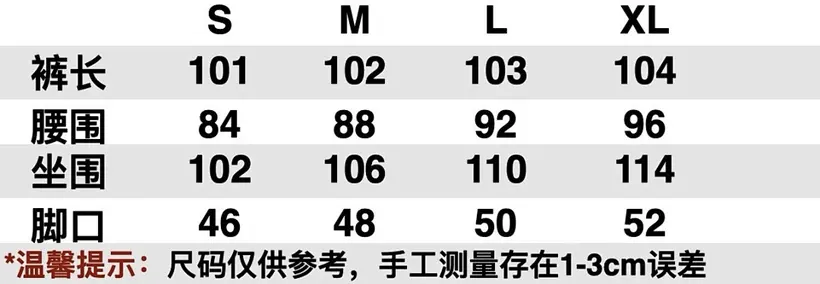 S M L XL
裤长 101 102 103 104
腰围 84 88 92 96
坐围 102 106 110 114
脚口 46 48 50 52
*温馨提示：尺码仅供参考，手工测量存在1-3cm误差